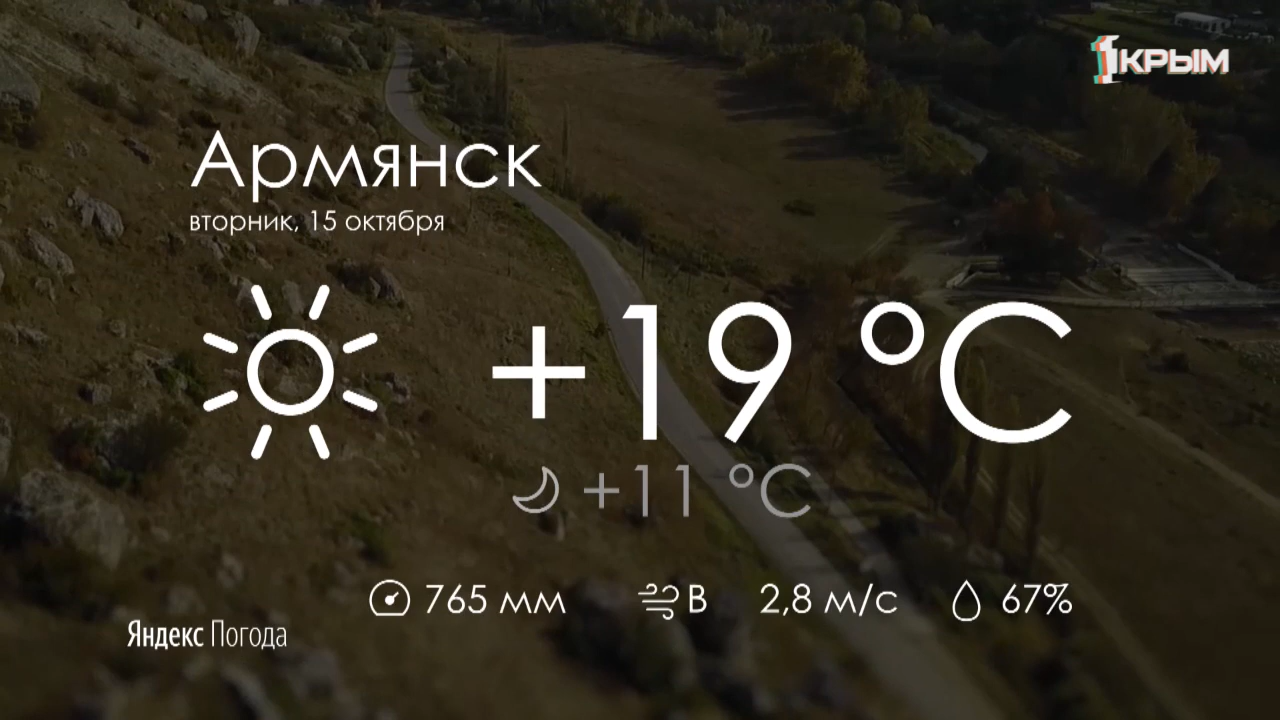 1КРЫМ
Армянск
вторник, 15 октября
+19 °C
+11 °C
765 мм В 2,8 м/с 67%
Яндекс Погода